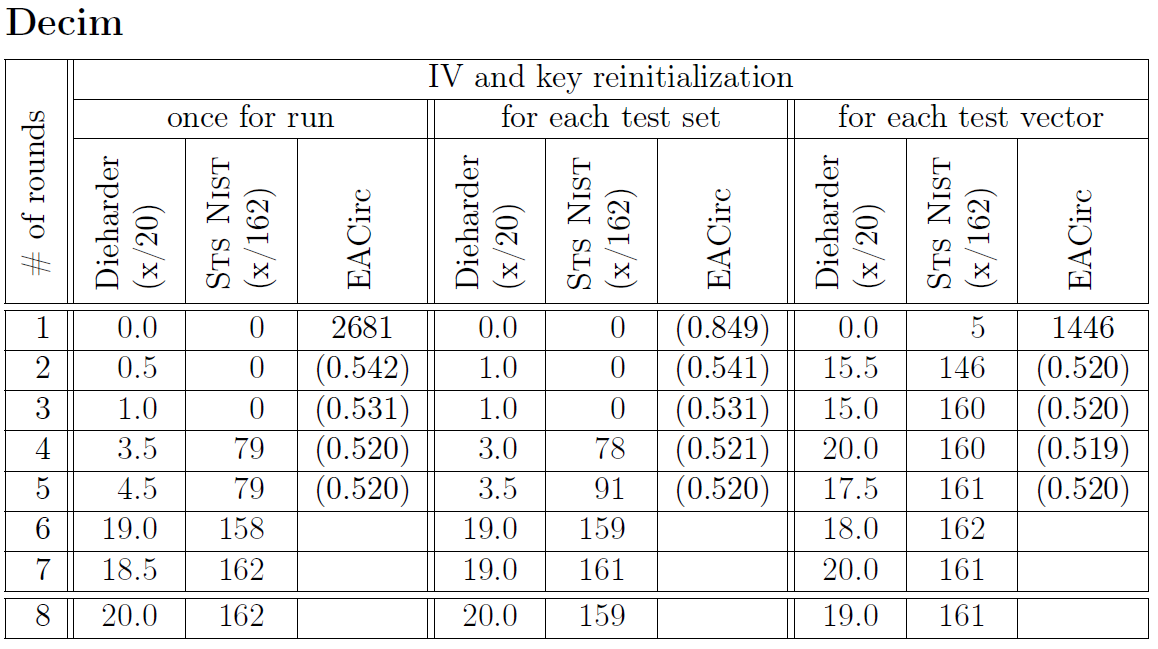 Decim
# of rounds
IV and key reinitialization
once for run for each test set for each test vector
Dieharder (x/20) STS NIST (x/162) EACirc Dieharder (x/20) STS NIST (x/162) EACirc Dieharder (x/20) STS NIST (x/162) EACirc
1 0.0 0 2681 0.0 0 (0.849) 0.0 5 1446
2 0.5 0 (0.542) 1.0 0 (0.541) 15.5 146 (0.520)
3 1.0 0 (0.531) 1.0 0 (0.531) 15.0 160 (0.520)
4 3.5 79 (0.520) 3.0 78 (0.521) 20.0 160 (0.519)
5 4.5 79 (0.520) 3.5 91 (0.520) 17.5 161 (0.520)
6 19.0 158 19.0 159 18.0 162
7 18.5 162 19.0 161 20.0 161
8 20.0 162 20.0 159 19.0 161